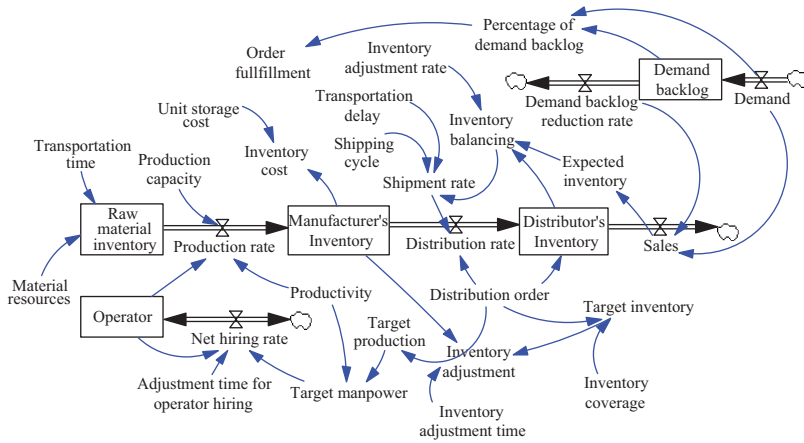 Percentage of
demand backlog
Order
fullfillment
Inventory
adjustment rate
Demand
backlog
Demand
Demand backlog
reduction rate
Transportation
delay
Unit storage
cost
Inventory
balancing
Shipping
cycle
Transportation
time
Production
capacity
Inventory
cost
Expected
inventory
Shipment rate
Raw
material
inventory
Manufacturer's
Inventory
Distributor's
Inventory
Production rate
Distribution rate
Sales
Material
resources
Productivity
Distribution order
Target inventory
Operator
Net hiring rate
Target
production
Inventory
adjustment
Adjustment time for
operator hiring
Target manpower
Inventory
adjustment time
Inventory
coverage